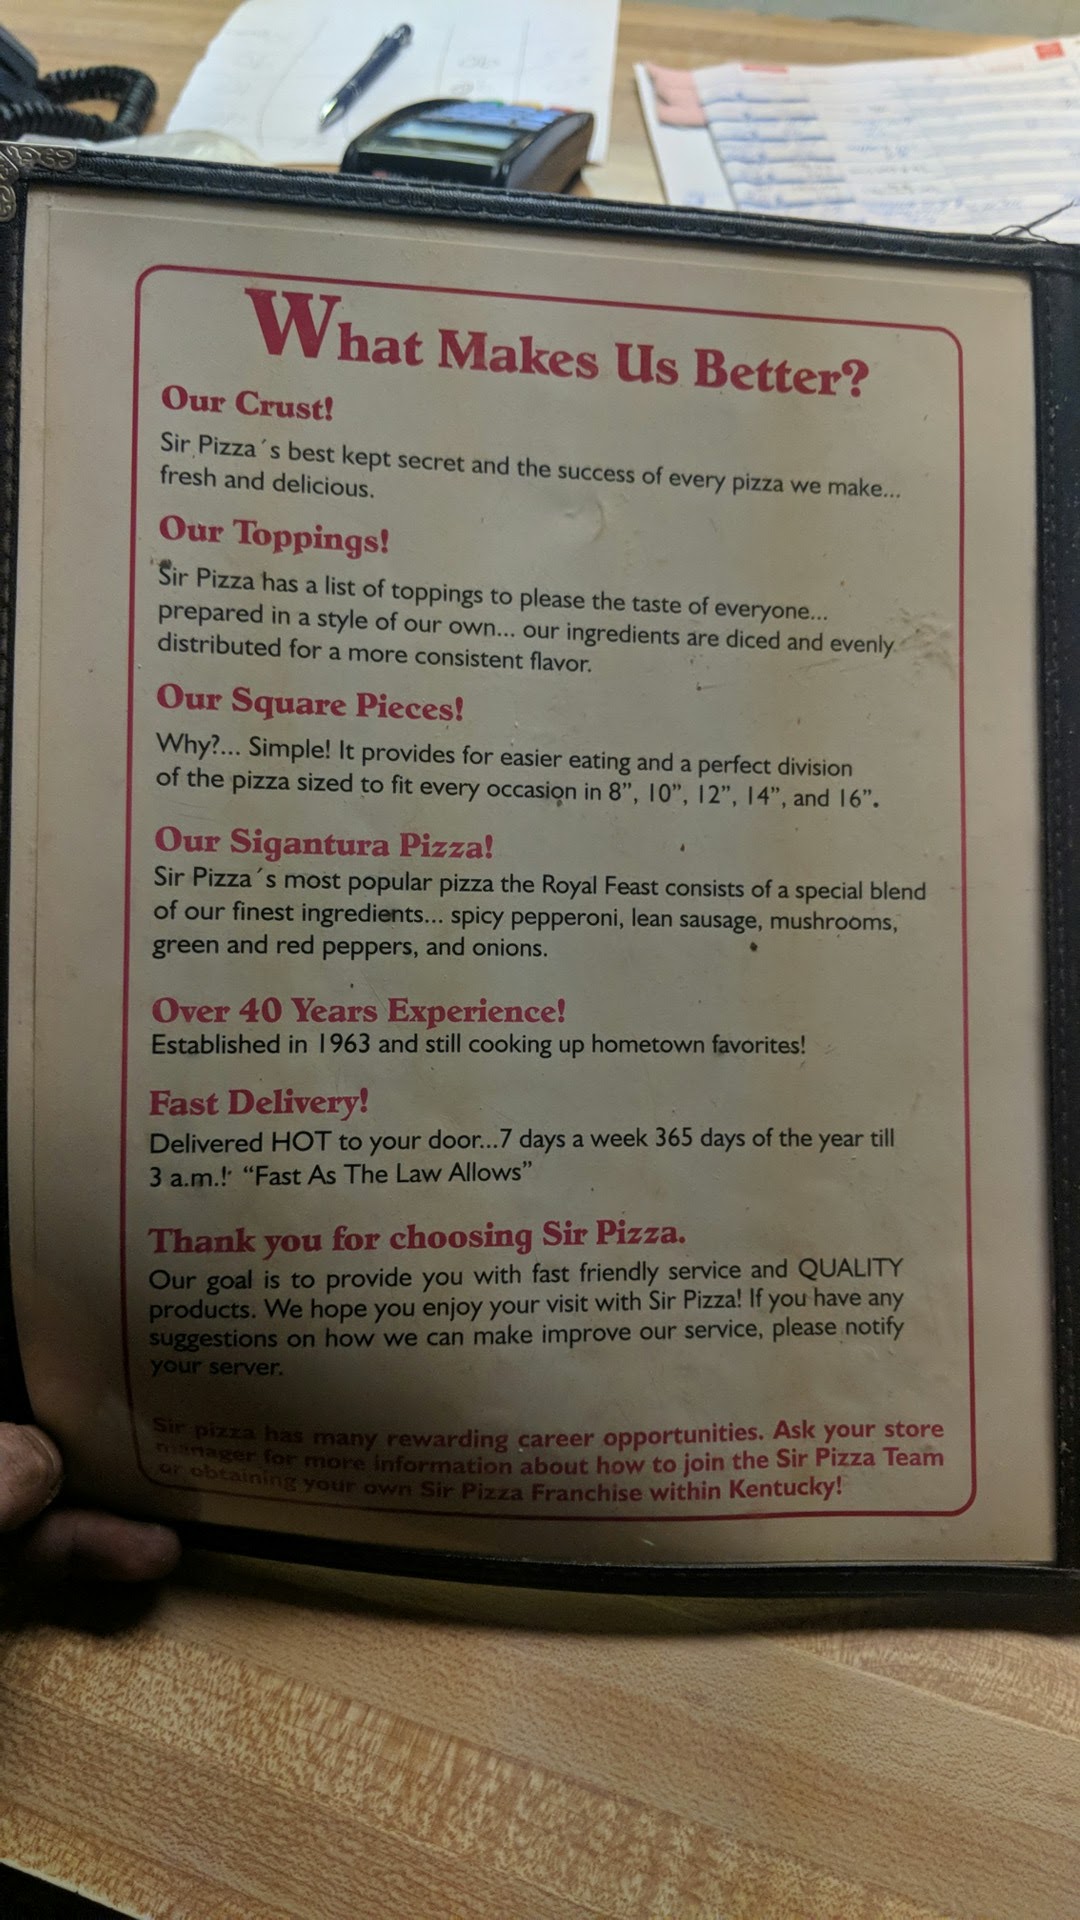 What Makes Us Better?
Our Crust!
Sir Pizza´s best kept secret and the success of every pizza we make...
fresh and delicious.
Our Toppings!
Sir Pizza has a list of toppings to please the taste of everyone...
prepared in a style of our own... our ingredients are diced and evenly
distributed for a more consistent flavor.
Our Square Pieces!
Why?... Simple! It provides for easier eating and a perfect division
of the pizza sized to fit every occasion in 8”, 10”, 12”, 14”, and 16”.
Our Sigantura Pizza!
Sir Pizza´s most popular pizza the Royal Feast consists of a special blend
of our finest ingredients... spicy pepperoni, lean sausage, mushrooms,
green and red peppers, and onions.
Over 40 Years Experience!
Established in 1963 and still cooking up hometown favorites!
Fast Delivery!
Delivered HOT to your door...7 days a week 365 days of the year till
3 a.m.! “Fast As The Law Allows”
Thank you for choosing Sir Pizza.
Our goal is to provide you with fast friendly service and QUALITY
products. We hope you enjoy your visit with Sir Pizza! If you have any
suggestions on how we can make improve our service, please notify
your server.
Sir pizza has many rewarding career opportunities. Ask your store
manager for more information about how to join the Sir Pizza Team
or obtaining your own Sir Pizza Franchise within Kentucky!